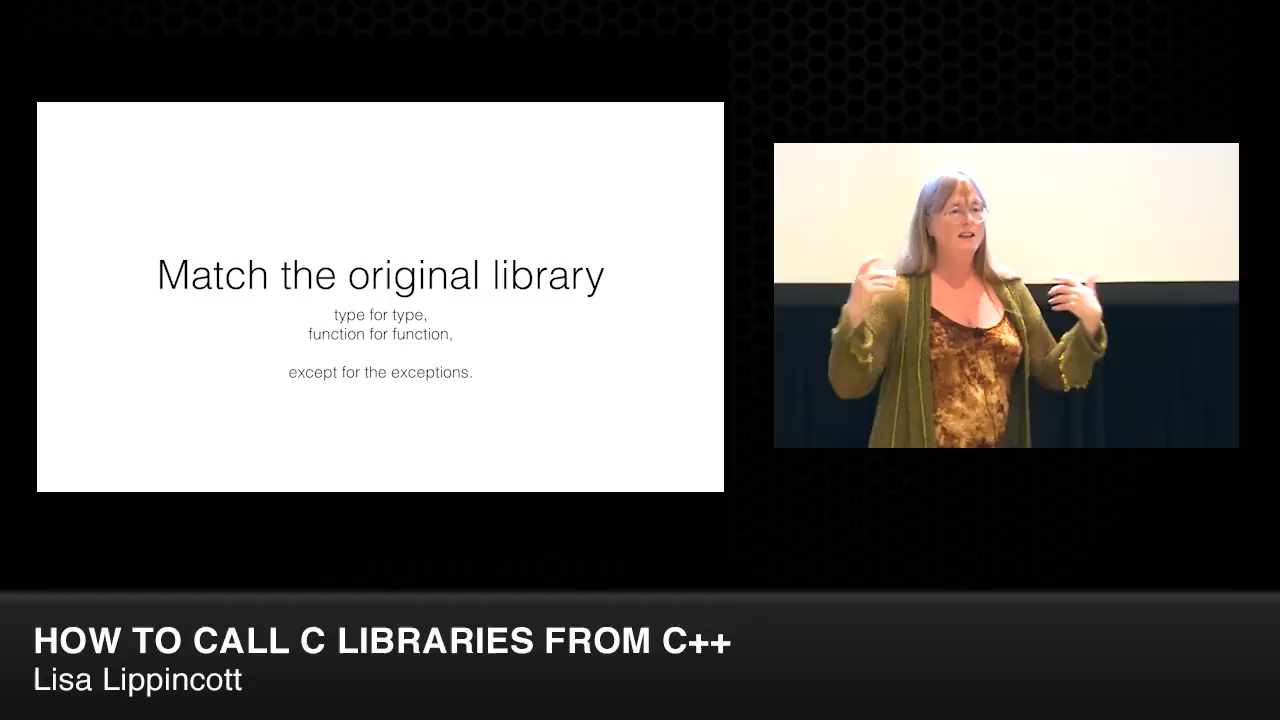 Match the original library
type for type,
function for function,
except for the exceptions.
HOW TO CALL C LIBRARIES FROM C++
Lisa Lippincott